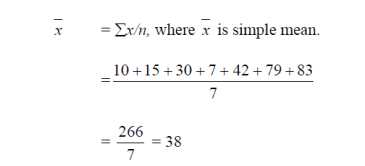 x̄ = Σx/n, where x̄ is simple mean.
= 10 + 15 + 30 + 7 + 42 + 79 + 83
7
= 266 = 38
7